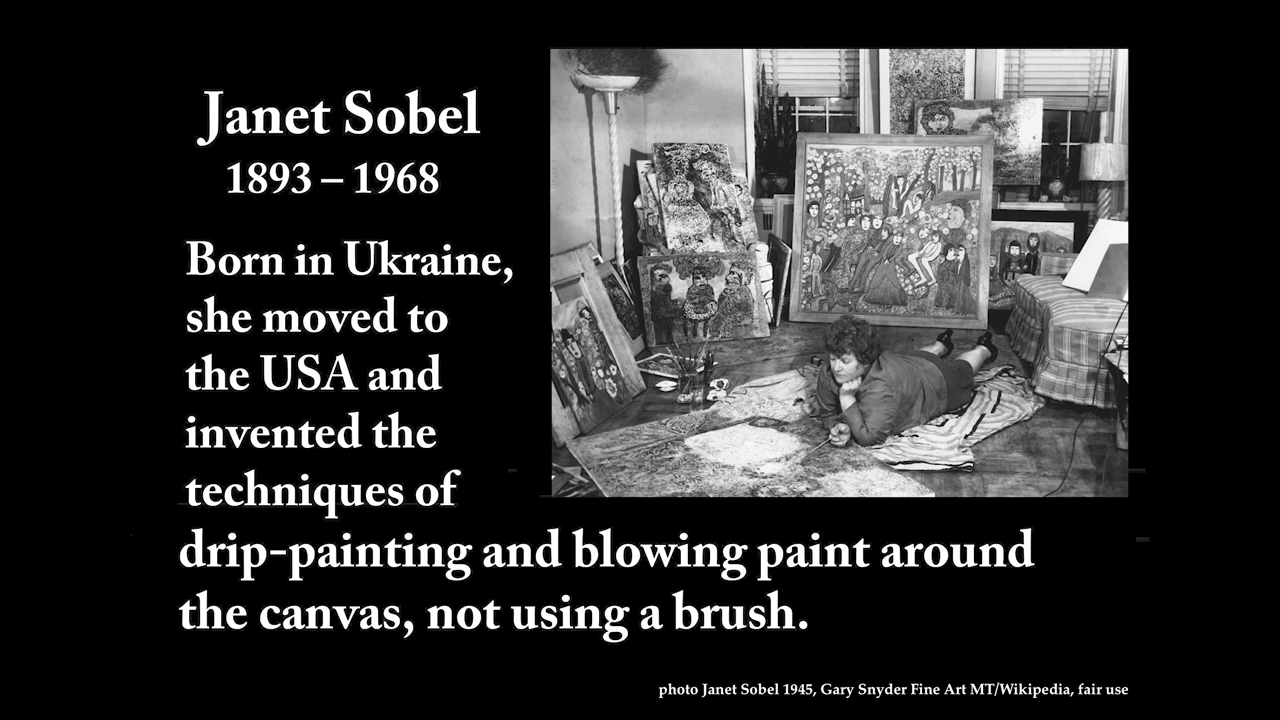 Janet Sobel
1893 – 1968
Born in Ukraine,
she moved to
the USA and
invented the
techniques of
drip-painting and blowing paint around
the canvas, not using a brush.
photo Janet Sobel 1945, Gary Snyder Fine Art MT/Wikipedia, fair use